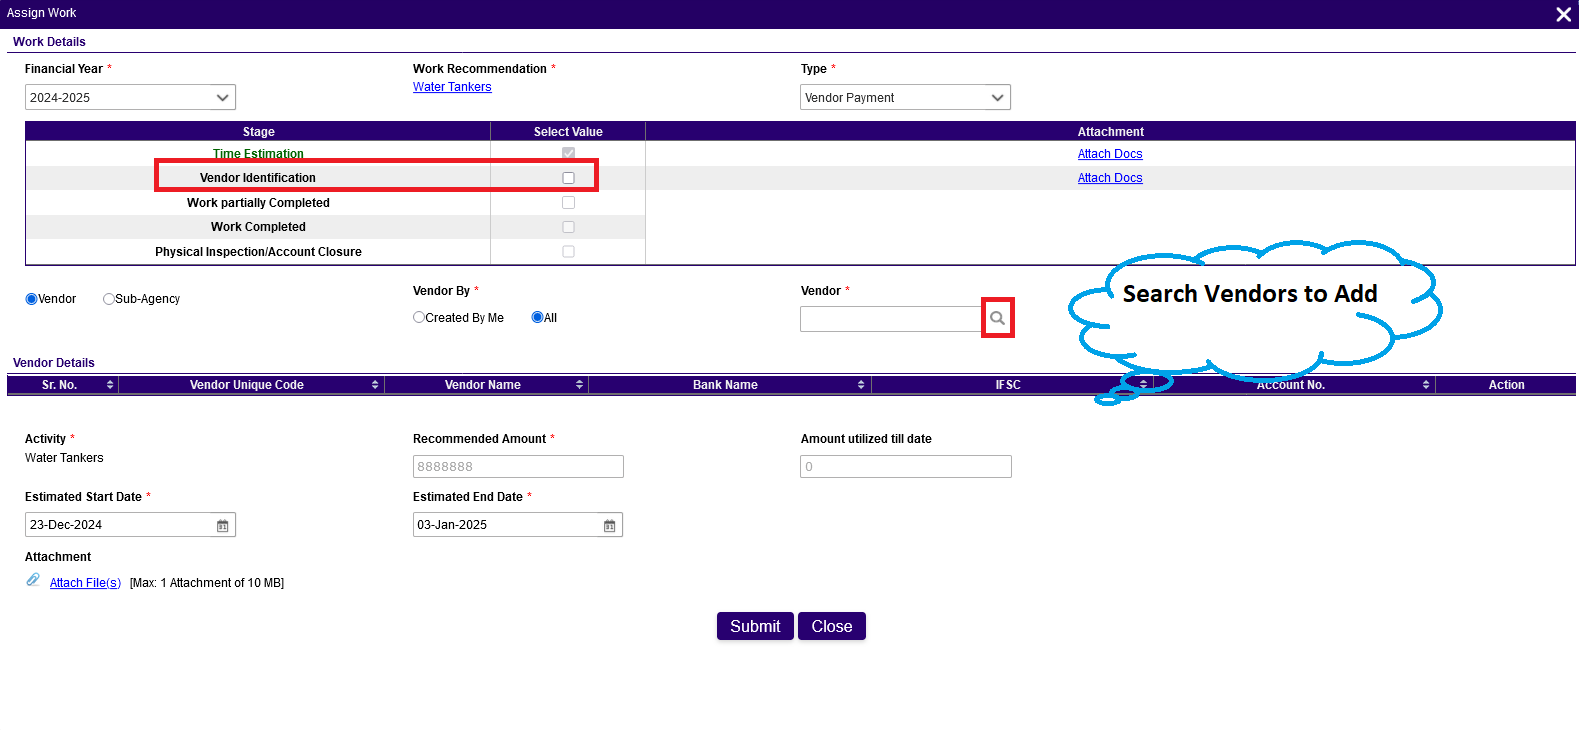 Assign Work
Work Details
Financial Year *
Work Recommendation *
Type *
2024-2025
Water Tankers
Vendor Payment
Stage Select Value Attachment
Time Estimation Attach Docs
Vendor Identification Attach Docs
Work partially Completed
Work Completed
Physical Inspection/Account Closure
Vendor Sub-Agency
Vendor By *
Created By Me All
Vendor *
Search Vendors to Add
Vendor Details
Sr. No. Vendor Unique Code Vendor Name Bank Name IFSC Account No. Action
Activity *
Water Tankers
Recommended Amount *
8888888
Amount utilized till date
0
Estimated Start Date *
23-Dec-2024
Estimated End Date *
03-Jan-2025
Attachment
Attach File(s) [Max: 1 Attachment of 10 MB]
Submit Close